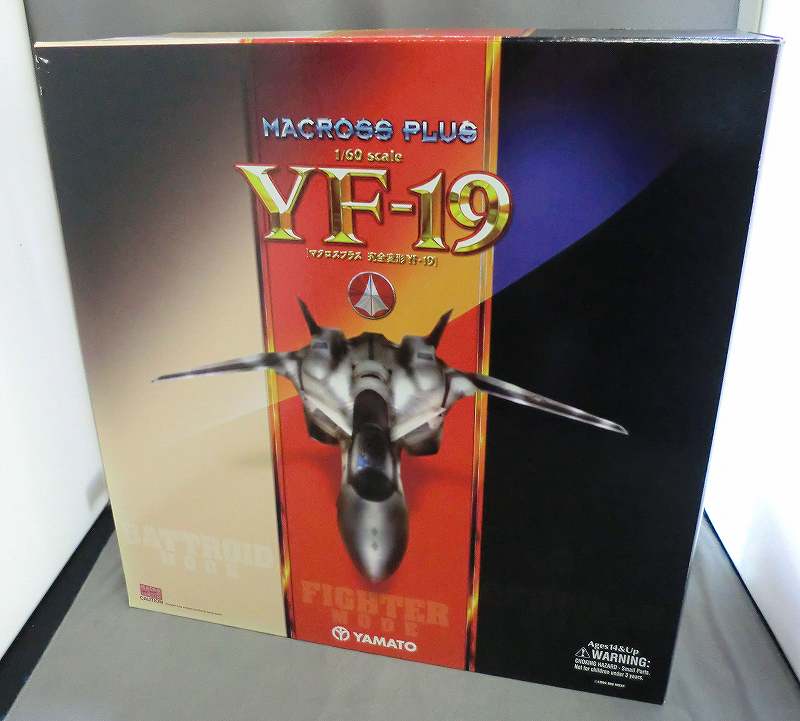 MACROSS PLUS
1/60 scale
YF-19
[マクロスプラス 完全変形 YF-19]
BATTROID
MODE
FIGHTER
MODE
YAMATO
CAUTION
Ages 14 & Up
WARNING:
CHOKING HAZARD - Small Parts.
Not for children under 3 years.